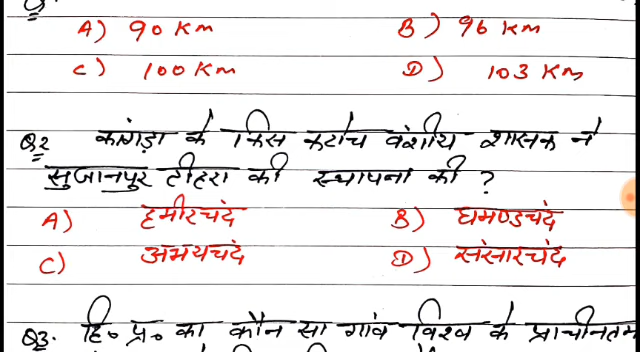 A) 90 Km B) 96 Km
C) 100 Km D) 103 Km
Q2 कांगड़ा के किस कटोच वंशीय शासक ने
सुजानपुर टीहरा की स्थापना की ?
A) हमीरचंद B) घमण्डचंद
C) अभयचंद D) संसारचंद
Q3. हि० प्र० का कौन सा गांव विश्व के प्राचीनतम